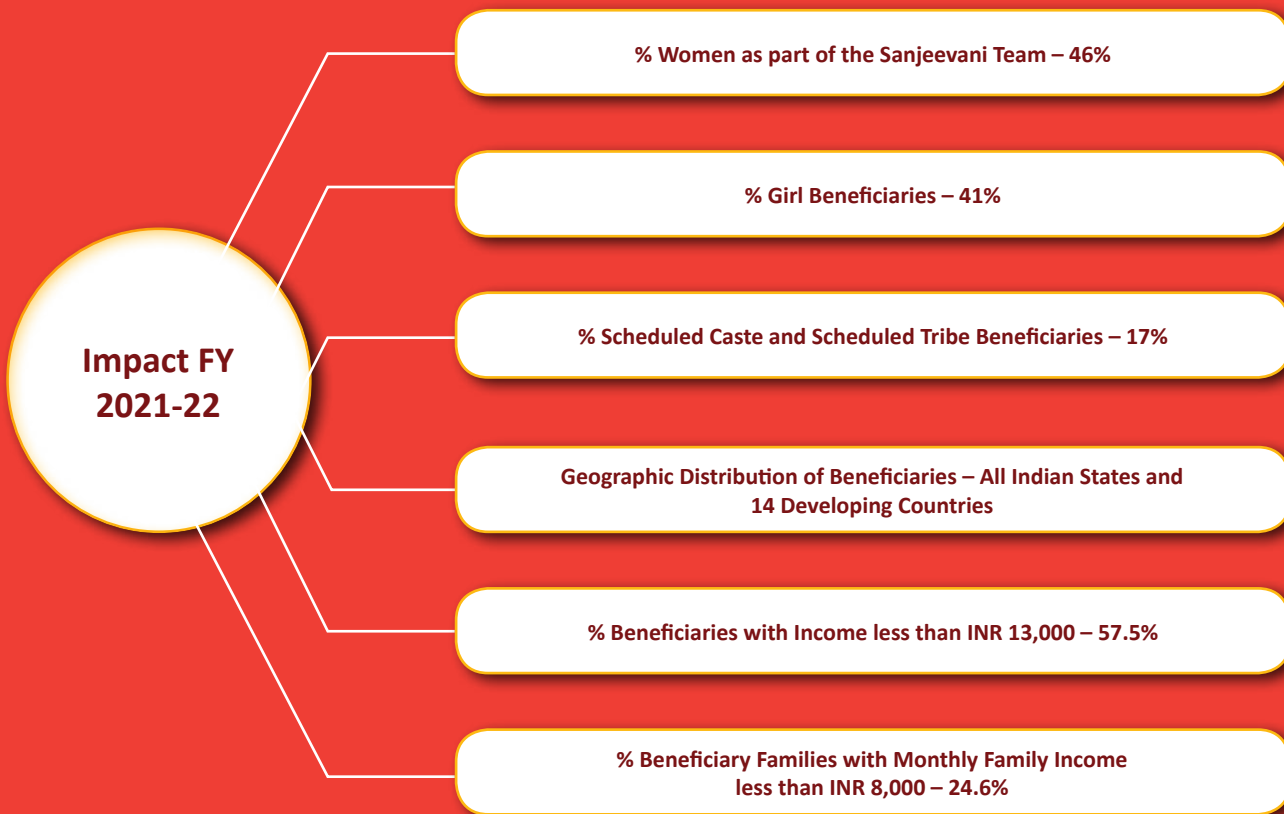 Impact FY
2021-22
% Women as part of the Sanjeevani Team – 46%
% Girl Beneficiaries – 41%
% Scheduled Caste and Scheduled Tribe Beneficiaries – 17%
Geographic Distribution of Beneficiaries – All Indian States and
14 Developing Countries
% Beneficiaries with Income less than INR 13,000 – 57.5%
% Beneficiary Families with Monthly Family Income
less than INR 8,000 – 24.6%